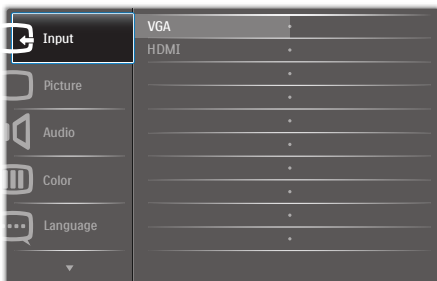 Input
VGA
HDMI
Picture
Audio
Color
Language